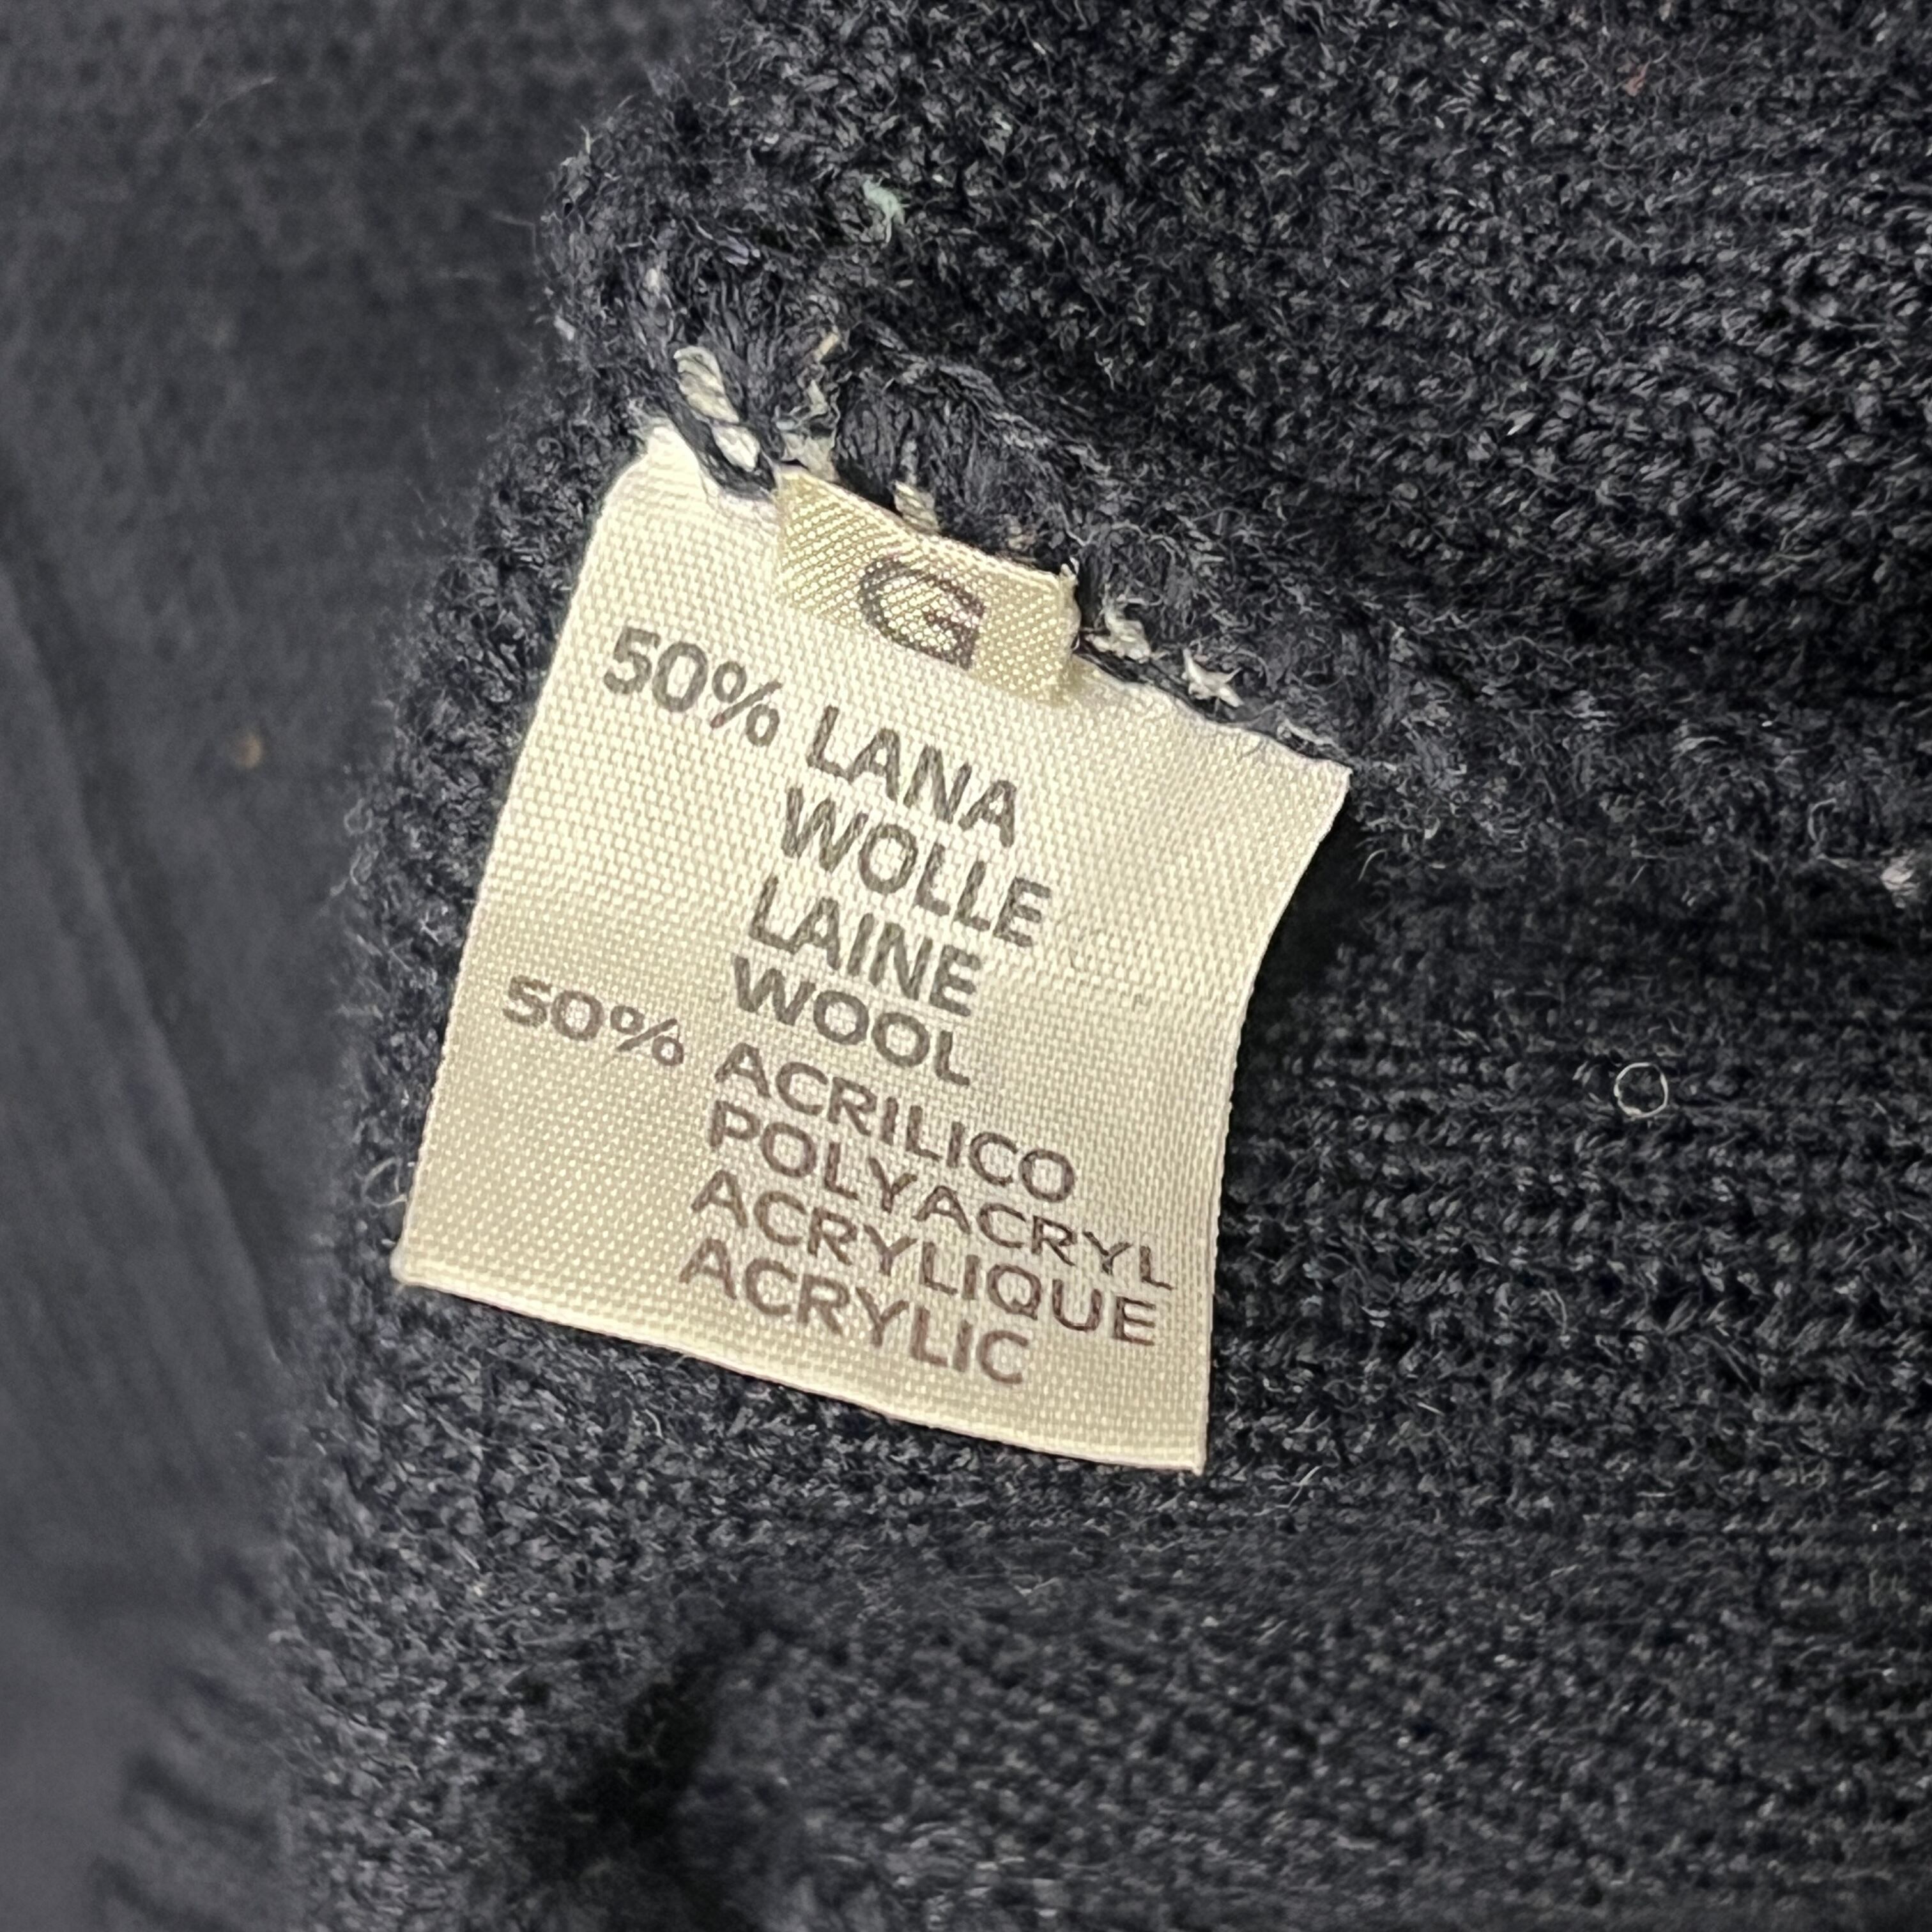 G
50% LANA
WOLLE
LAINE
WOOL
50% ACRILICO
POLYACRYL
ACRYLIQUE
ACRYLIC